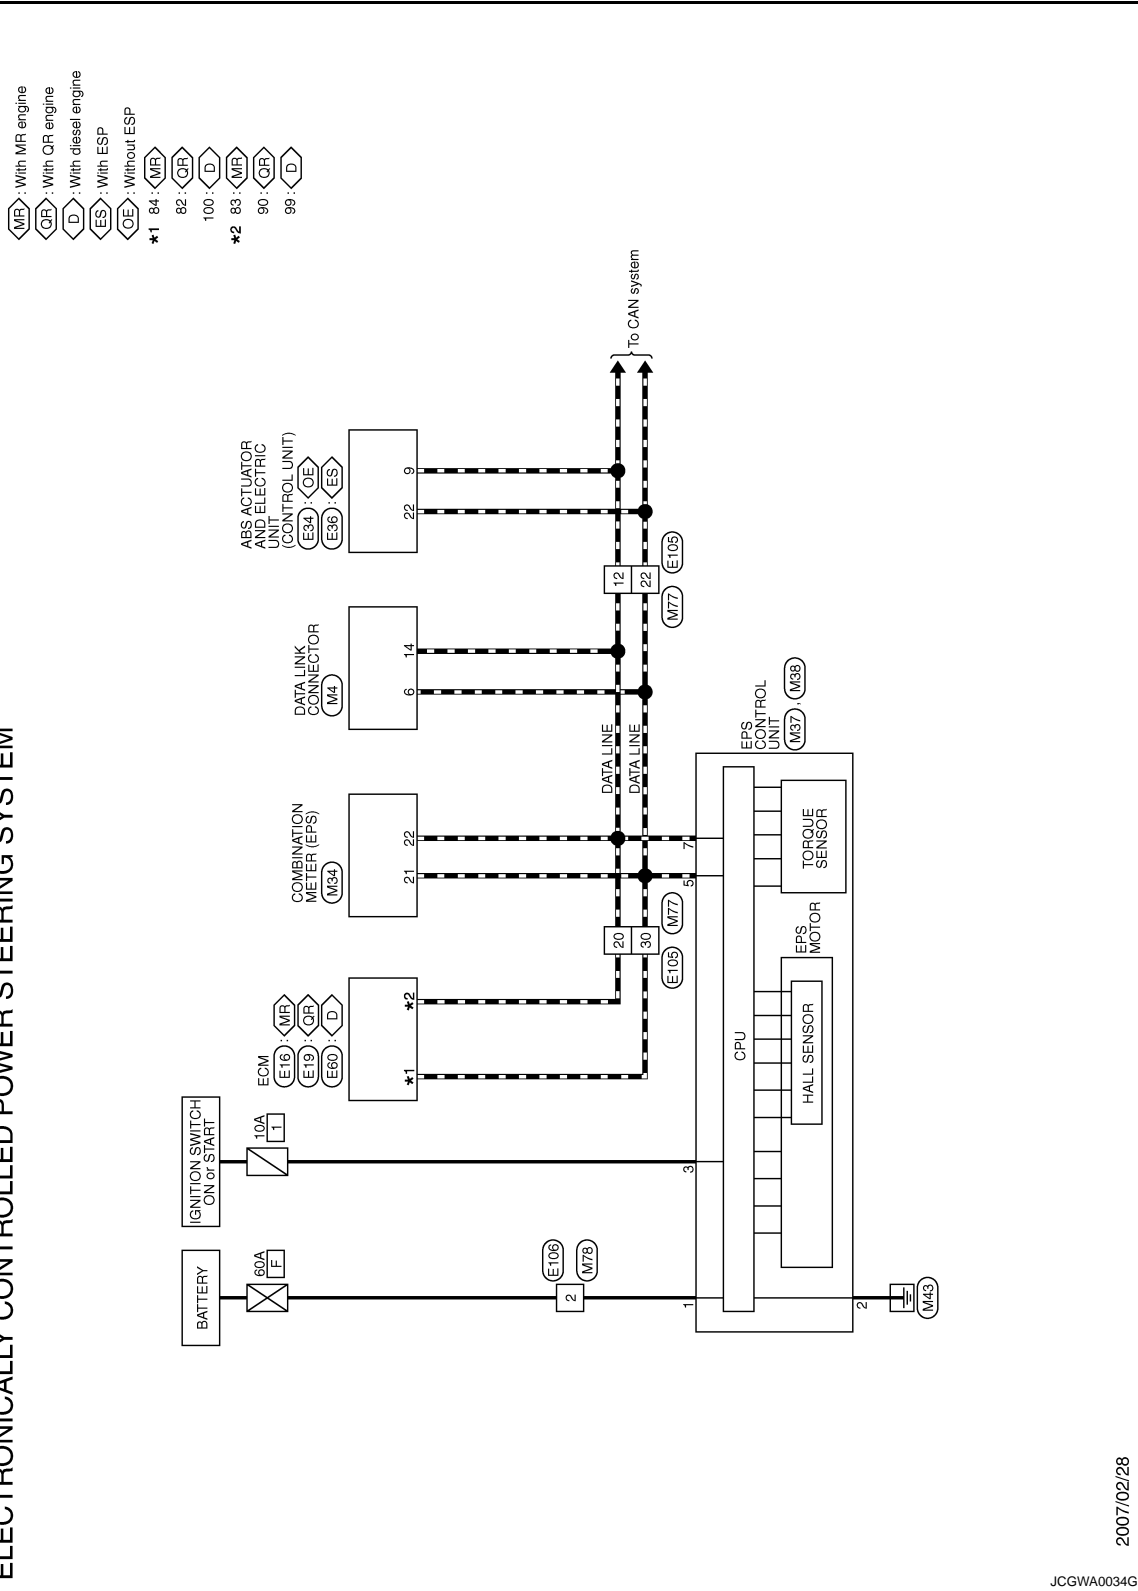 ELECTRONICALLY CONTROLLED POWER STEERING SYSTEM
BATTERY
60A
F
IGNITION SWITCH
ON or START
10A
1
ECM
E16 : MR
E19 : QR
E60 : D
*1
*2
COMBINATION
METER (EPS)
M34
21
22
DATA LINK
CONNECTOR
M4
6
14
ABS ACTUATOR
AND ELECTRIC
UNIT
(CONTROL UNIT)
E34 : OE
E36 : ES
22
9
MR : With MR engine
QR : With QR engine
D : With diesel engine
ES : With ESP
OE : Without ESP
*1 84 : MR
82 : QR
100 : D
*2 83 : MR
90 : QR
99 : D
To CAN system
DATA LINE
DATA LINE
20
30
E105
M77
12
22
M77
E105
E106
2
M78
1
3
5
7
EPS
CONTROL
UNIT
M37 , M38
CPU
EPS
MOTOR
HALL SENSOR
TORQUE
SENSOR
2
M43
2007/02/28
JCGWA0034G